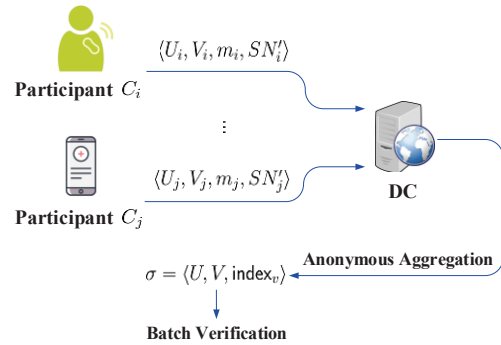 ⟨U_i, V_i, m_i, SN'_i⟩
Participant C_i
⋮
⟨U_j, V_j, m_j, SN'_j⟩
DC
Participant C_j
Anonymous Aggregation
σ = ⟨U, V, index_v⟩
Batch Verification